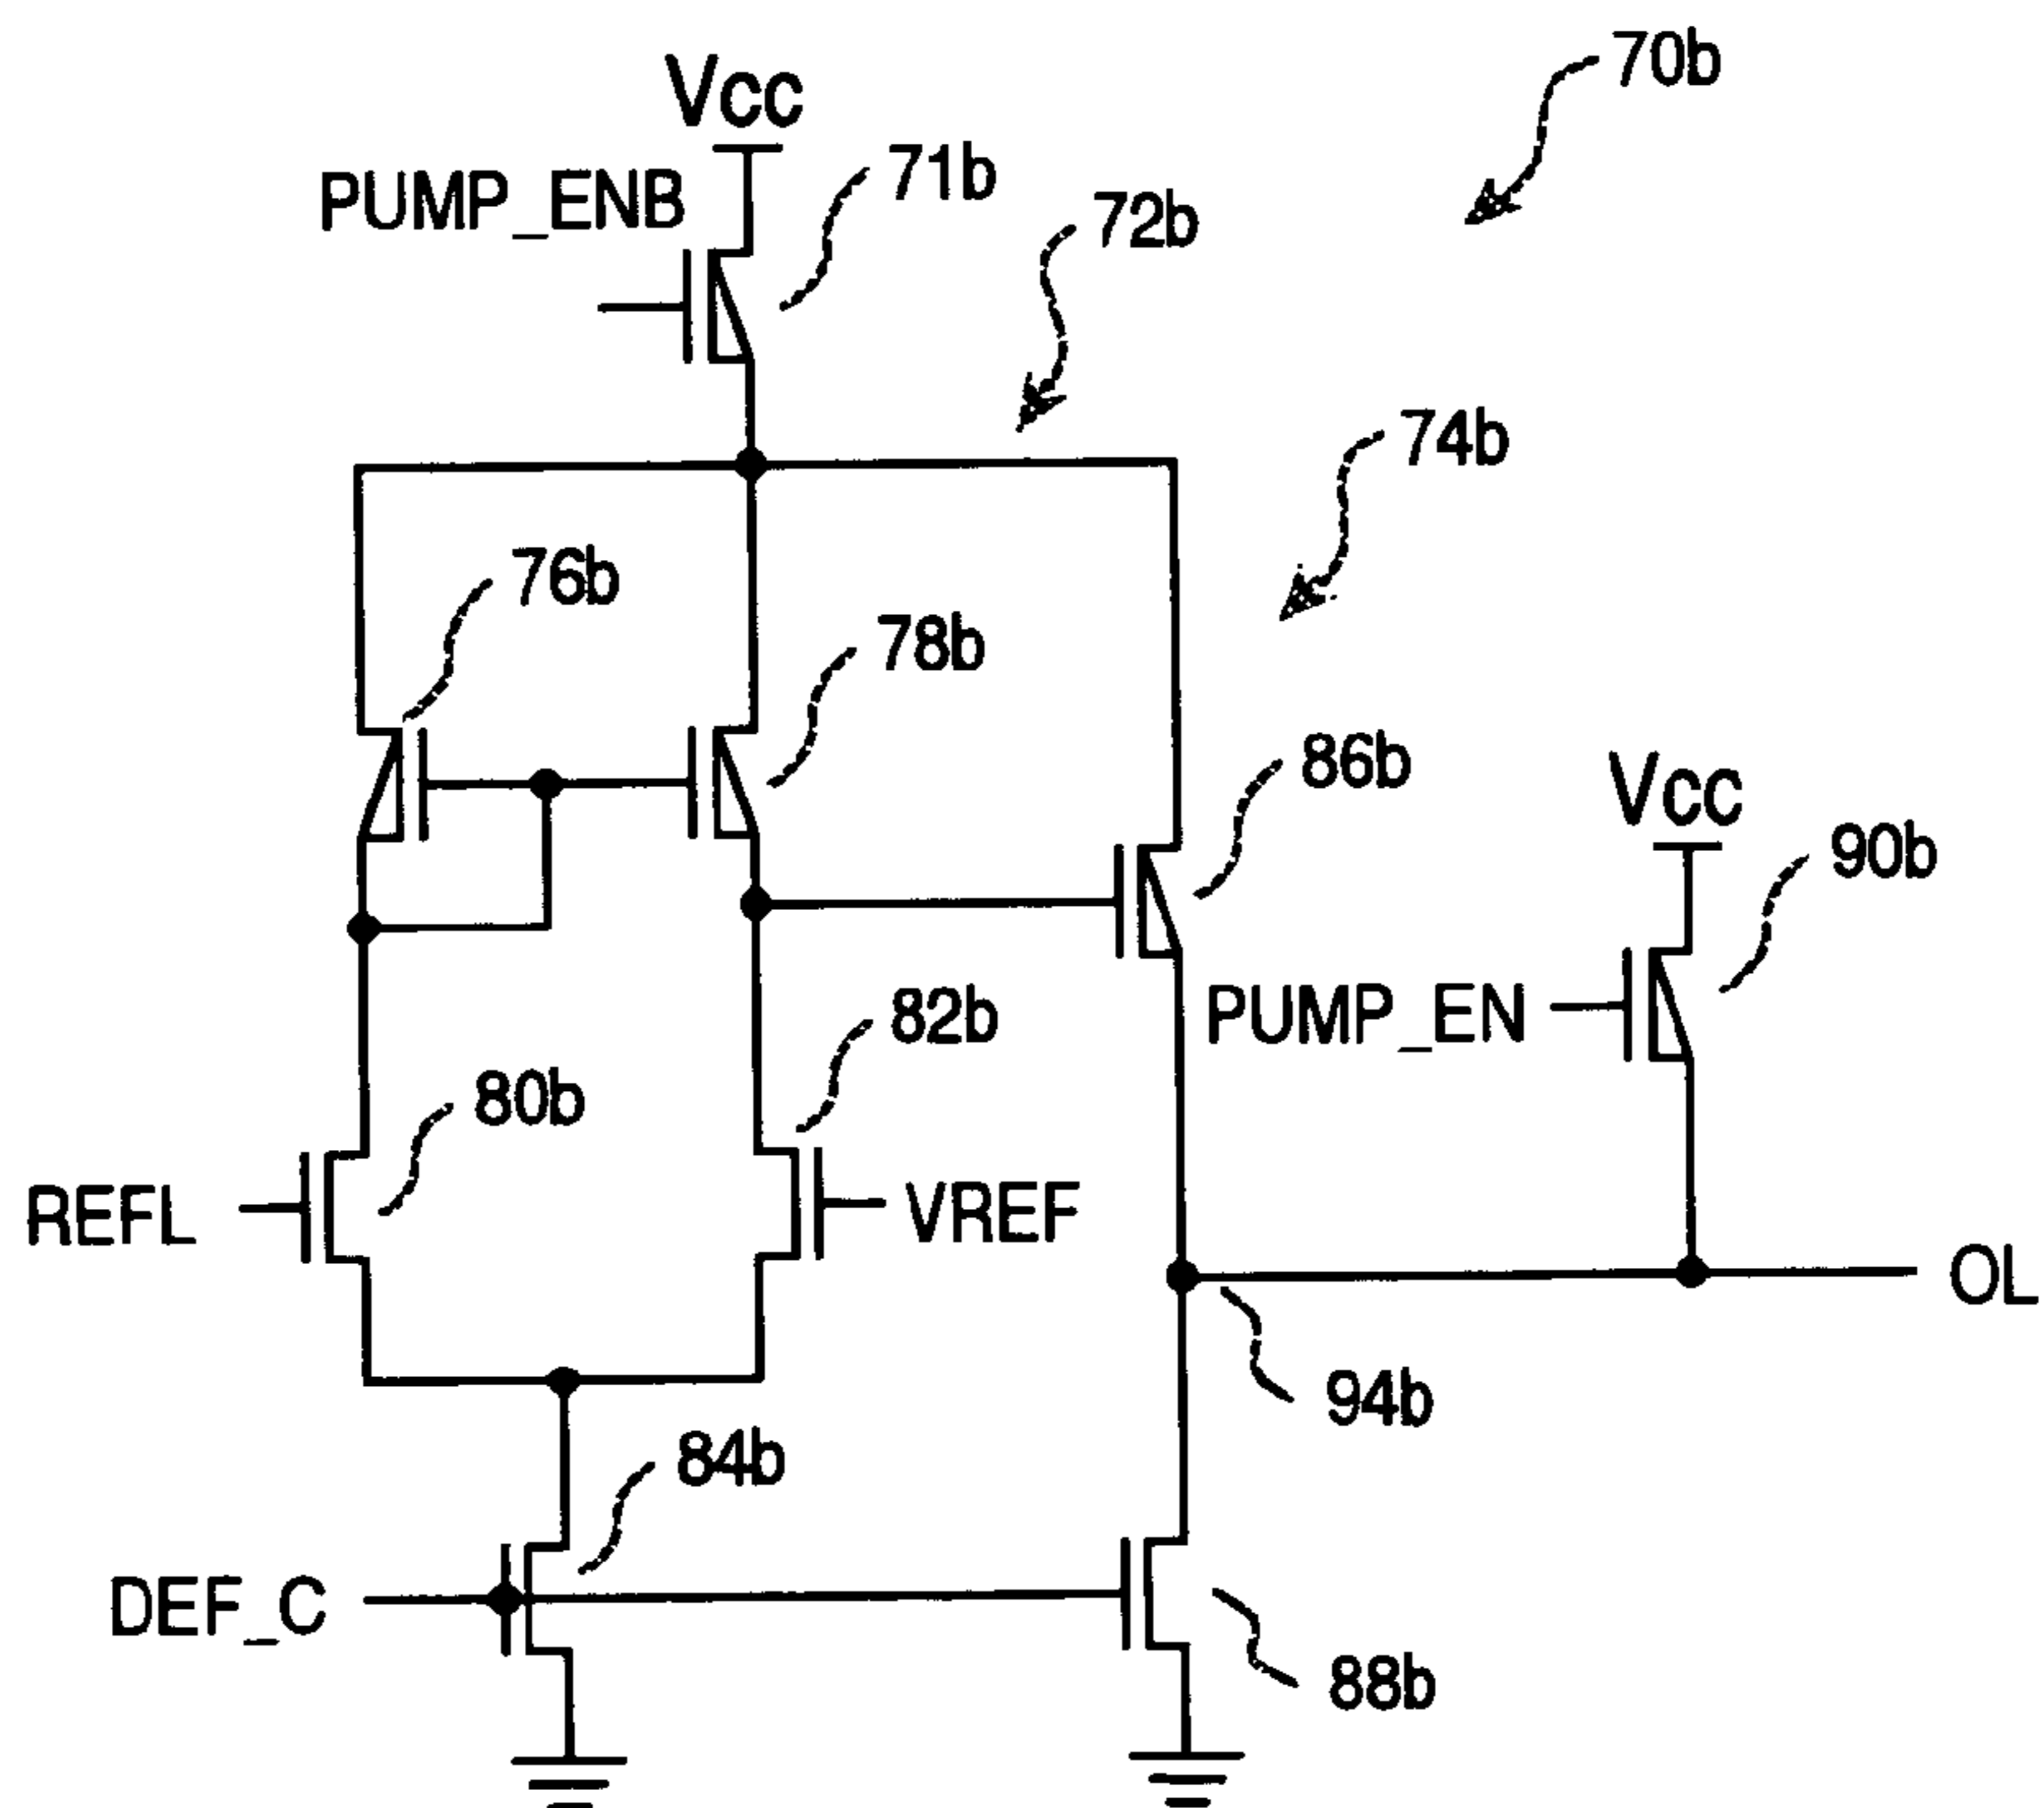 70b
Vcc
71b
PUMP_ENB
72b
74b
76b
78b
86b
Vcc
90b
82b
PUMP_EN
80b
REFL
VREF
OL
94b
84b
DEF_C
88b